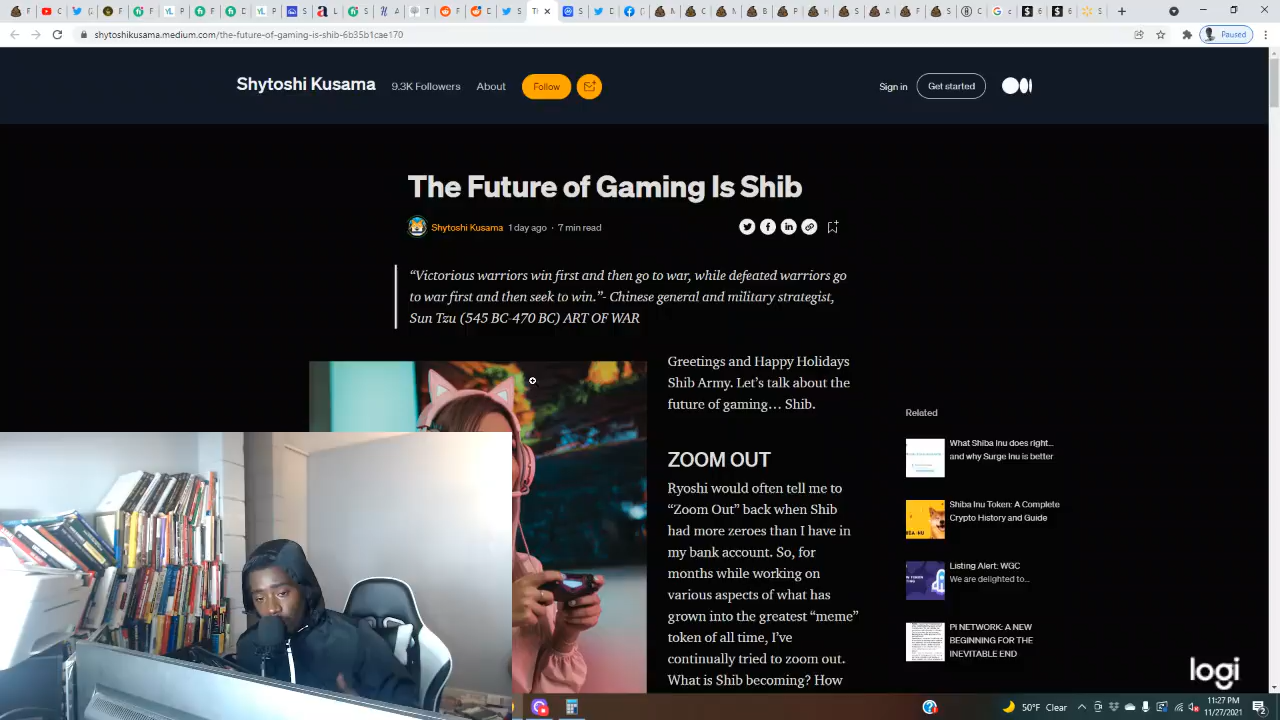 shytoshikusama.medium.com/the-future-of-gaming-is-shib-6b35b1cae170
Paused
Shytoshi Kusama
9.3K Followers
About
Follow
Sign in
Get started
The Future of Gaming Is Shib
Shytoshi Kusama 1 day ago · 7 min read
“Victorious warriors win first and then go to war, while defeated warriors go
to war first and then seek to win.”- Chinese general and military strategist,
Sun Tzu (545 BC-470 BC) ART OF WAR
Greetings and Happy Holidays
Shib Army. Let’s talk about the
future of gaming… Shib.
ZOOM OUT
Ryoshi would often tell me to
“Zoom Out” back when Shib
had more zeroes than I have in
my bank account. So, for
months while working on
various aspects of what has
grown into the greatest “meme”
token of all time, I’ve
continually tried to zoom out.
What is Shib becoming? How
Related
What Shiba Inu does right…
and why Surge Inu is better
Shiba Inu Token: A Complete
Crypto History and Guide
Listing Alert: WGC
We are delighted to…
PI NETWORK: A NEW
BEGINNING FOR THE
INEVITABLE END
logi
50°F Clear
11:27 PM
11/27/2021